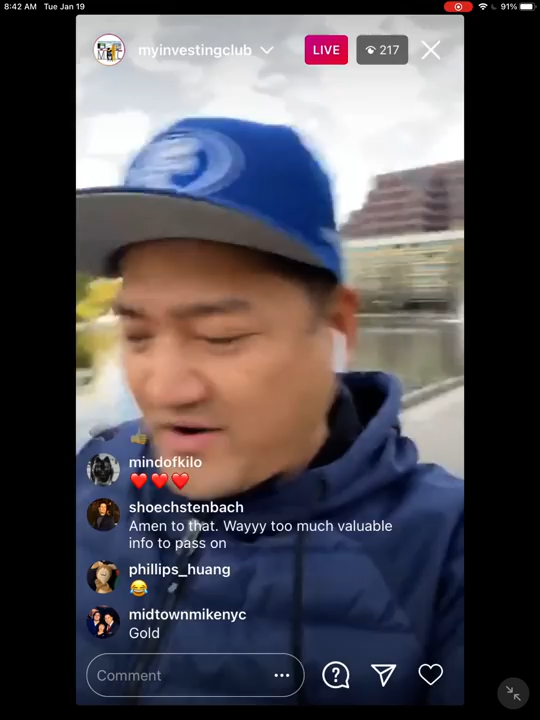 8:42 AM Tue Jan 19
91%
myinvestingclub
LIVE
217
mindofkilo
❤️❤️❤️
shoechstenbach
Amen to that. Wayyy too much valuable
info to pass on
phillips_huang
😂
midtownmikenyc
Gold
Comment